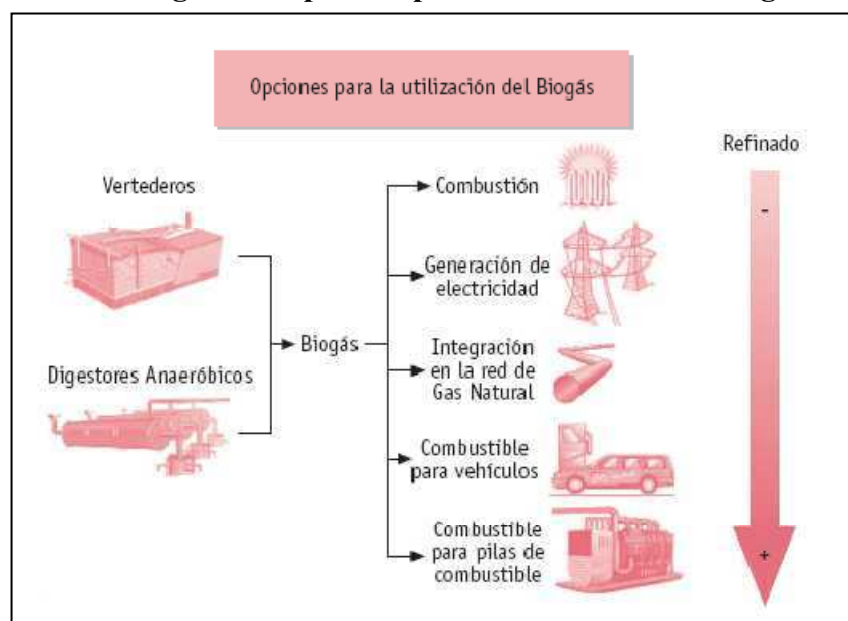 Opciones para la utilización del Biogás
Refinado
-
Vertederos
Digestores Anaeróbicos
Biogás
Combustión
Generación de
electricidad
Integración
en la red de
Gas Natural
Combustible
para vehículos
Combustible
para pilas de
combustible
+